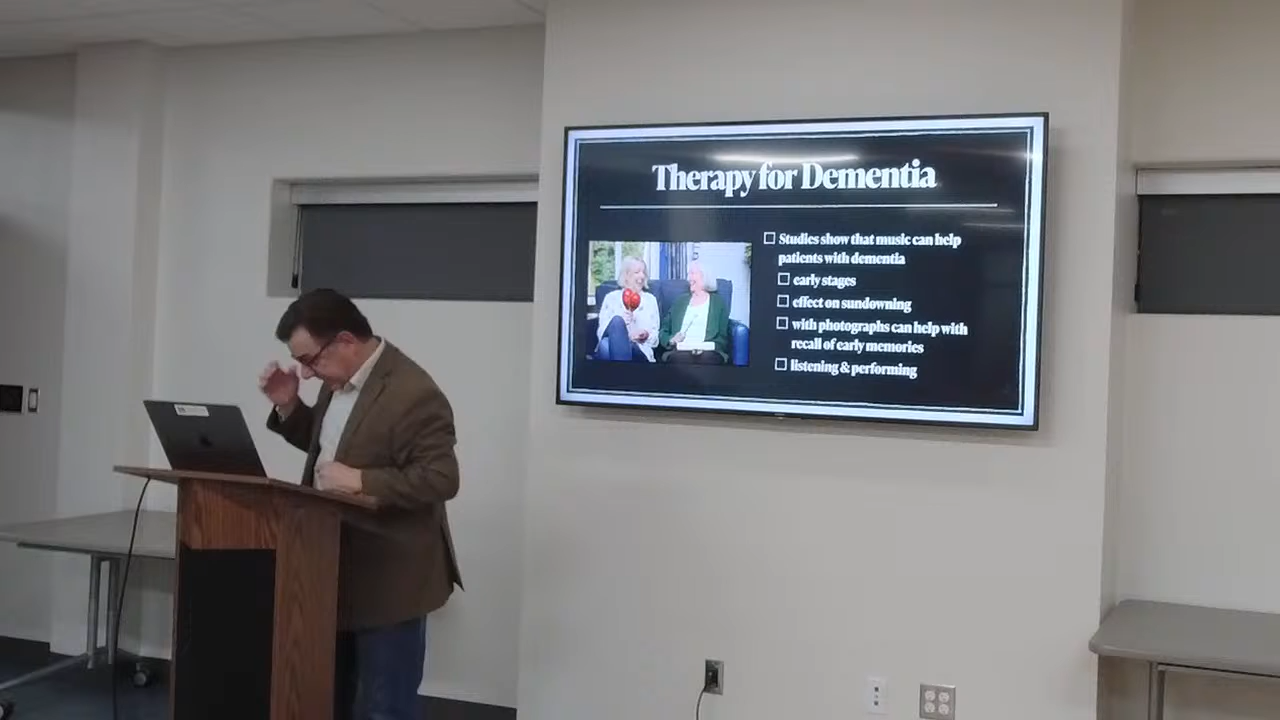 Therapy for Dementia
☐ Studies show that music can help
patients with dementia
☐ early stages
☐ effect on sundowning
☐ with photographs can help with
recall of early memories
☐ listening & performing